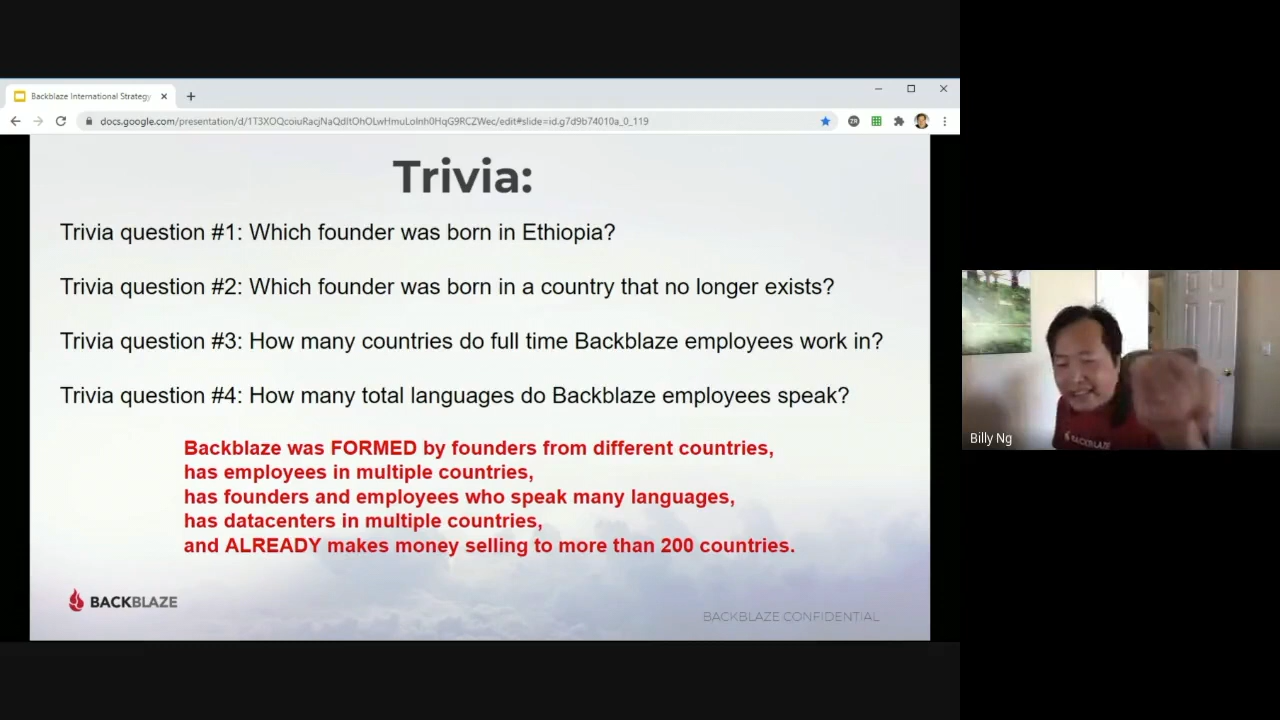 Backblaze International Strategy
docs.google.com/presentation/d/1T3XOQcoiuRacjNaQdItOhOLwHmuLoInh0HqG9RCZWec/edit#slide=id.g7d9b74010a_0_119
Trivia:
Trivia question #1: Which founder was born in Ethiopia?
Trivia question #2: Which founder was born in a country that no longer exists?
Trivia question #3: How many countries do full time Backblaze employees work in?
Trivia question #4: How many total languages do Backblaze employees speak?
Backblaze was FORMED by founders from different countries,
has employees in multiple countries,
has founders and employees who speak many languages,
has datacenters in multiple countries,
and ALREADY makes money selling to more than 200 countries.
BACKBLAZE
BACKBLAZE CONFIDENTIAL
BACKBLAZE
Billy Ng